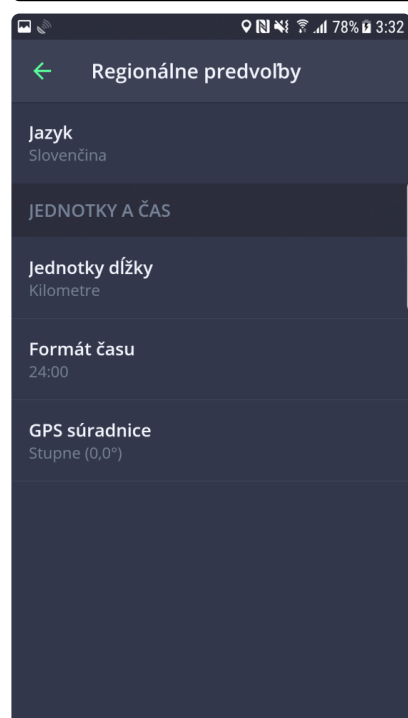 78% 3:32
Regionálne predvoľby
Jazyk
Slovenčina
JEDNOTKY A ČAS
Jednotky dĺžky
Kilometre
Formát času
24:00
GPS súradnice
Stupne (0,0°)